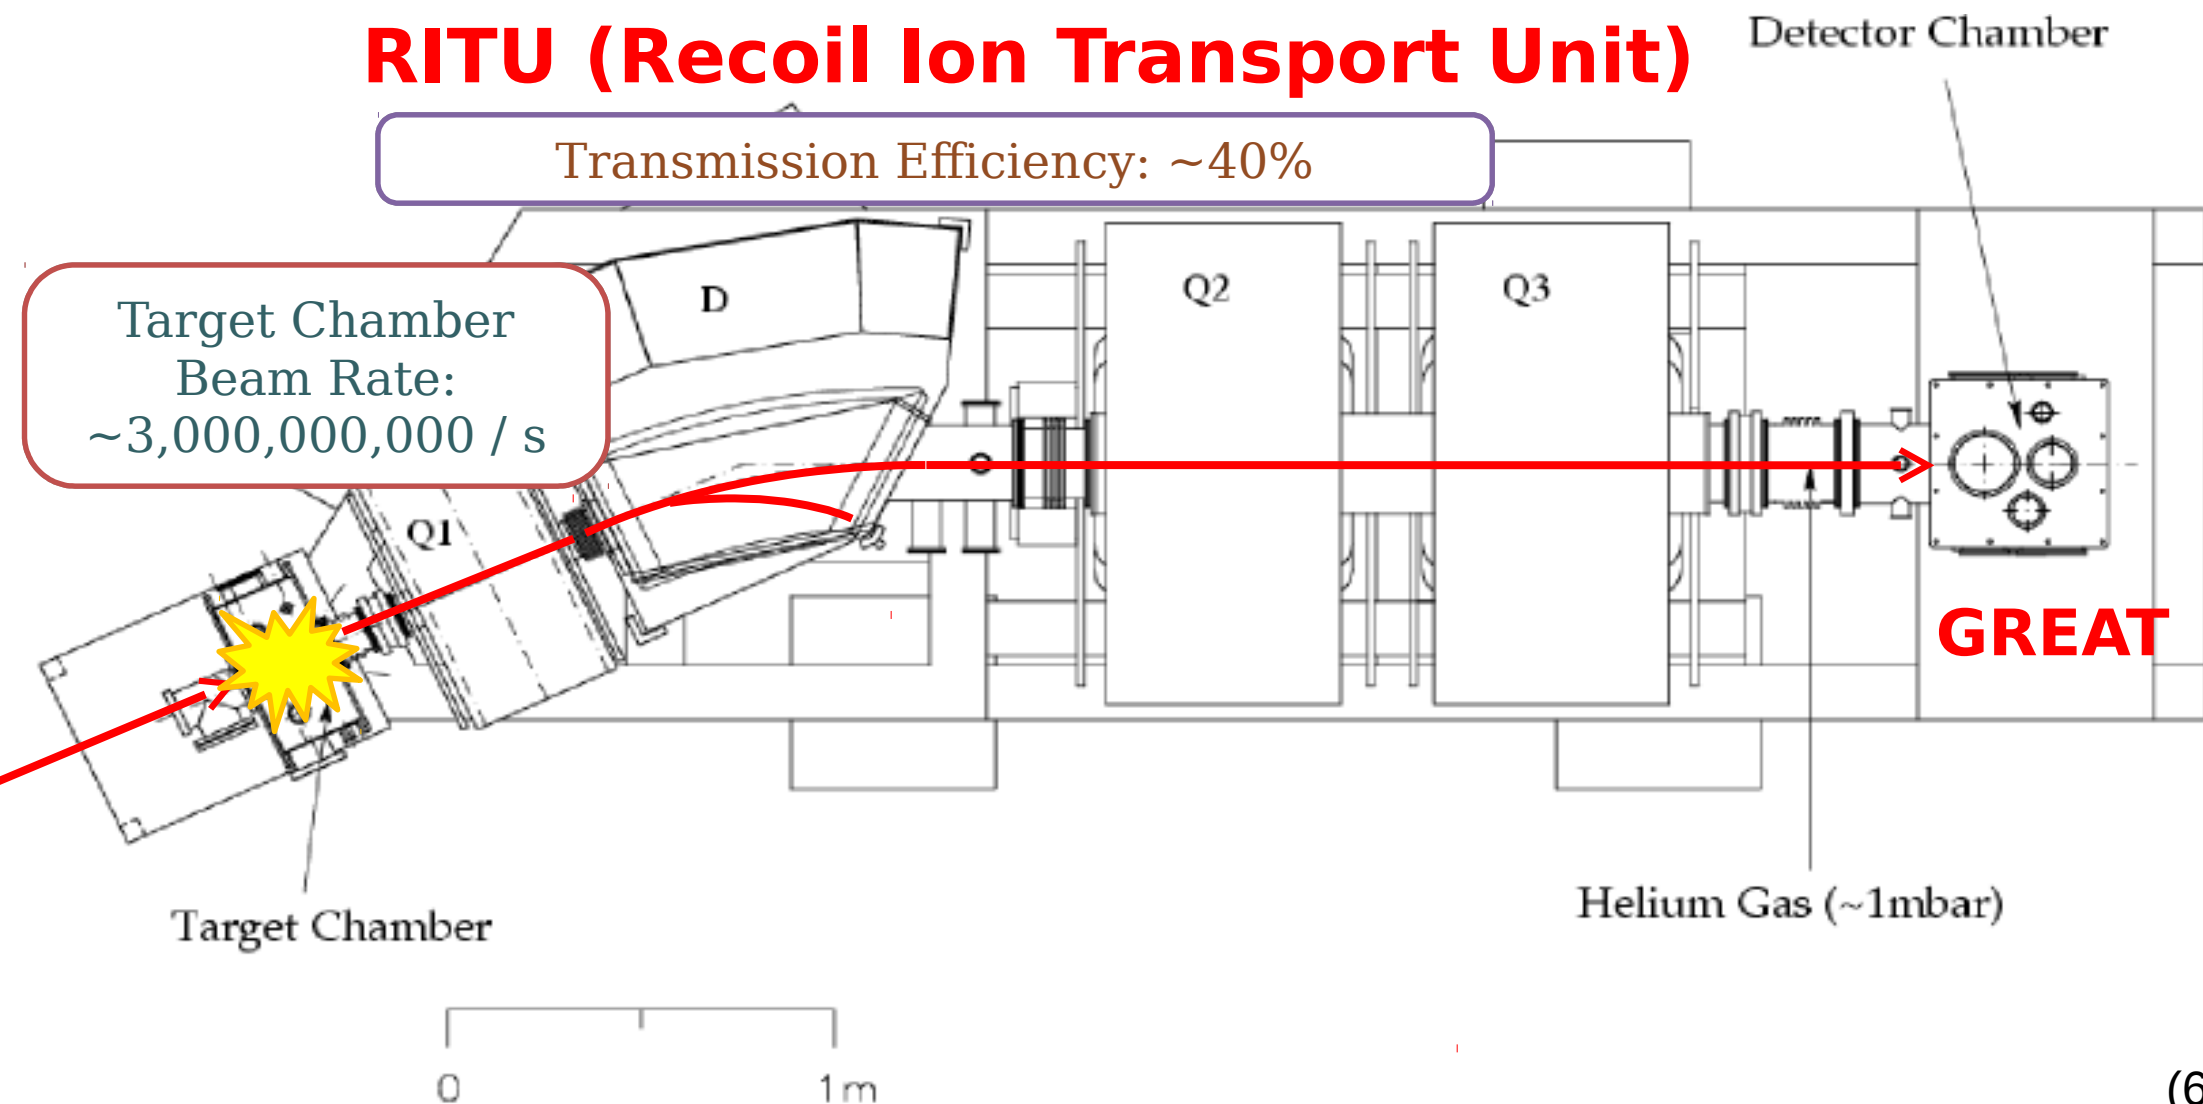 RITU (Recoil Ion Transport Unit)
Detector Chamber
Transmission Efficiency: ~40%
Target Chamber
Beam Rate:
~3,000,000,000 / s
D
Q2
Q3
Q1
GREAT
Target Chamber
Helium Gas (~1mbar)
0
1m
(6